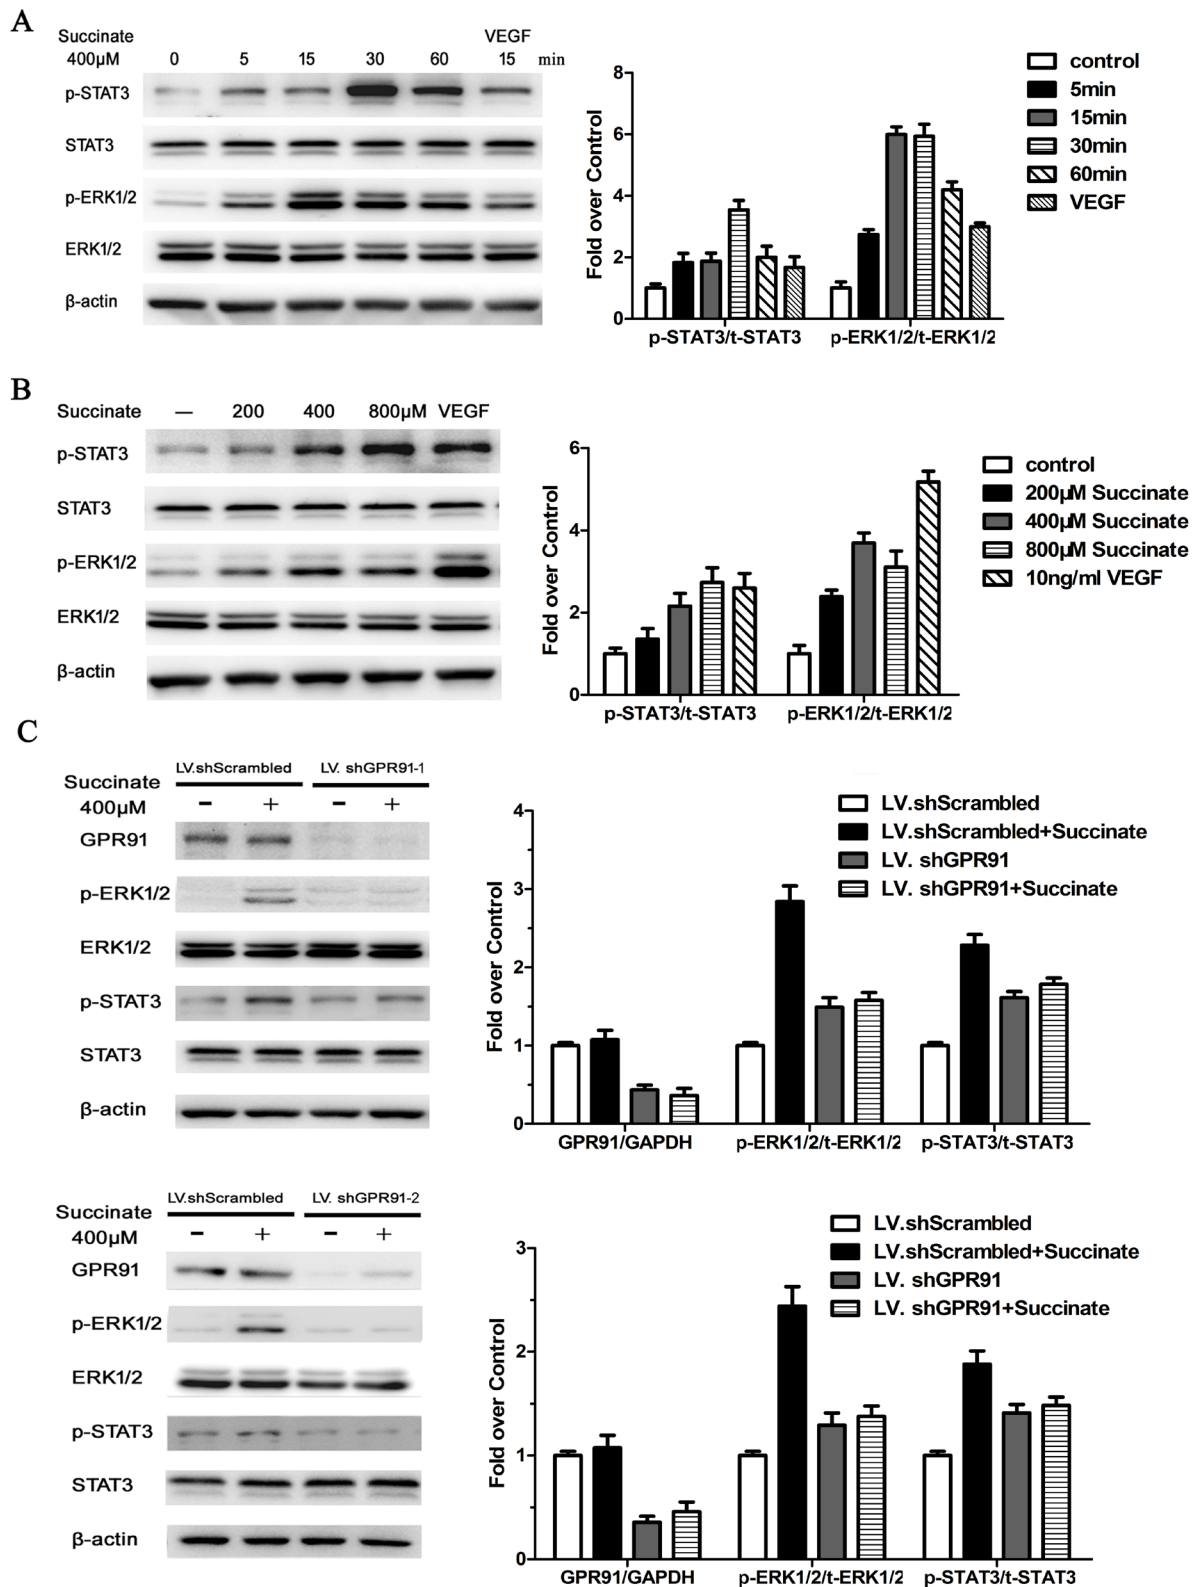 A
Succinate VEGF
400µM 0 5 15 30 60 15 min
p-STAT3
STAT3
p-ERK1/2
ERK1/2
β-actin
Fold over Control
8
6
4
2
0
p-STAT3/t-STAT3 p-ERK1/2/t-ERK1/2
control
5min
15min
30min
60min
VEGF
B
Succinate — 200 400 800µM VEGF
p-STAT3
STAT3
p-ERK1/2
ERK1/2
β-actin
Fold over Control
6
4
2
0
p-STAT3/t-STAT3 p-ERK1/2/t-ERK1/2
control
200µM Succinate
400µM Succinate
800µM Succinate
10ng/ml VEGF
C
LV.shScrambled LV. shGPR91-1
Succinate
400µM - + - +
GPR91
p-ERK1/2
ERK1/2
p-STAT3
STAT3
β-actin
Fold over Control
4
3
2
1
0
GPR91/GAPDH p-ERK1/2/t-ERK1/2 p-STAT3/t-STAT3
LV.shScrambled
LV.shScrambled+Succinate
LV. shGPR91
LV. shGPR91+Succinate
LV.shScrambled LV. shGPR91-2
Succinate
400µM - + - +
GPR91
p-ERK1/2
ERK1/2
p-STAT3
STAT3
β-actin
Fold over Control
3
2
1
0
GPR91/GAPDH p-ERK1/2/t-ERK1/2 p-STAT3/t-STAT3
LV.shScrambled
LV.shScrambled+Succinate
LV. shGPR91
LV. shGPR91+Succinate